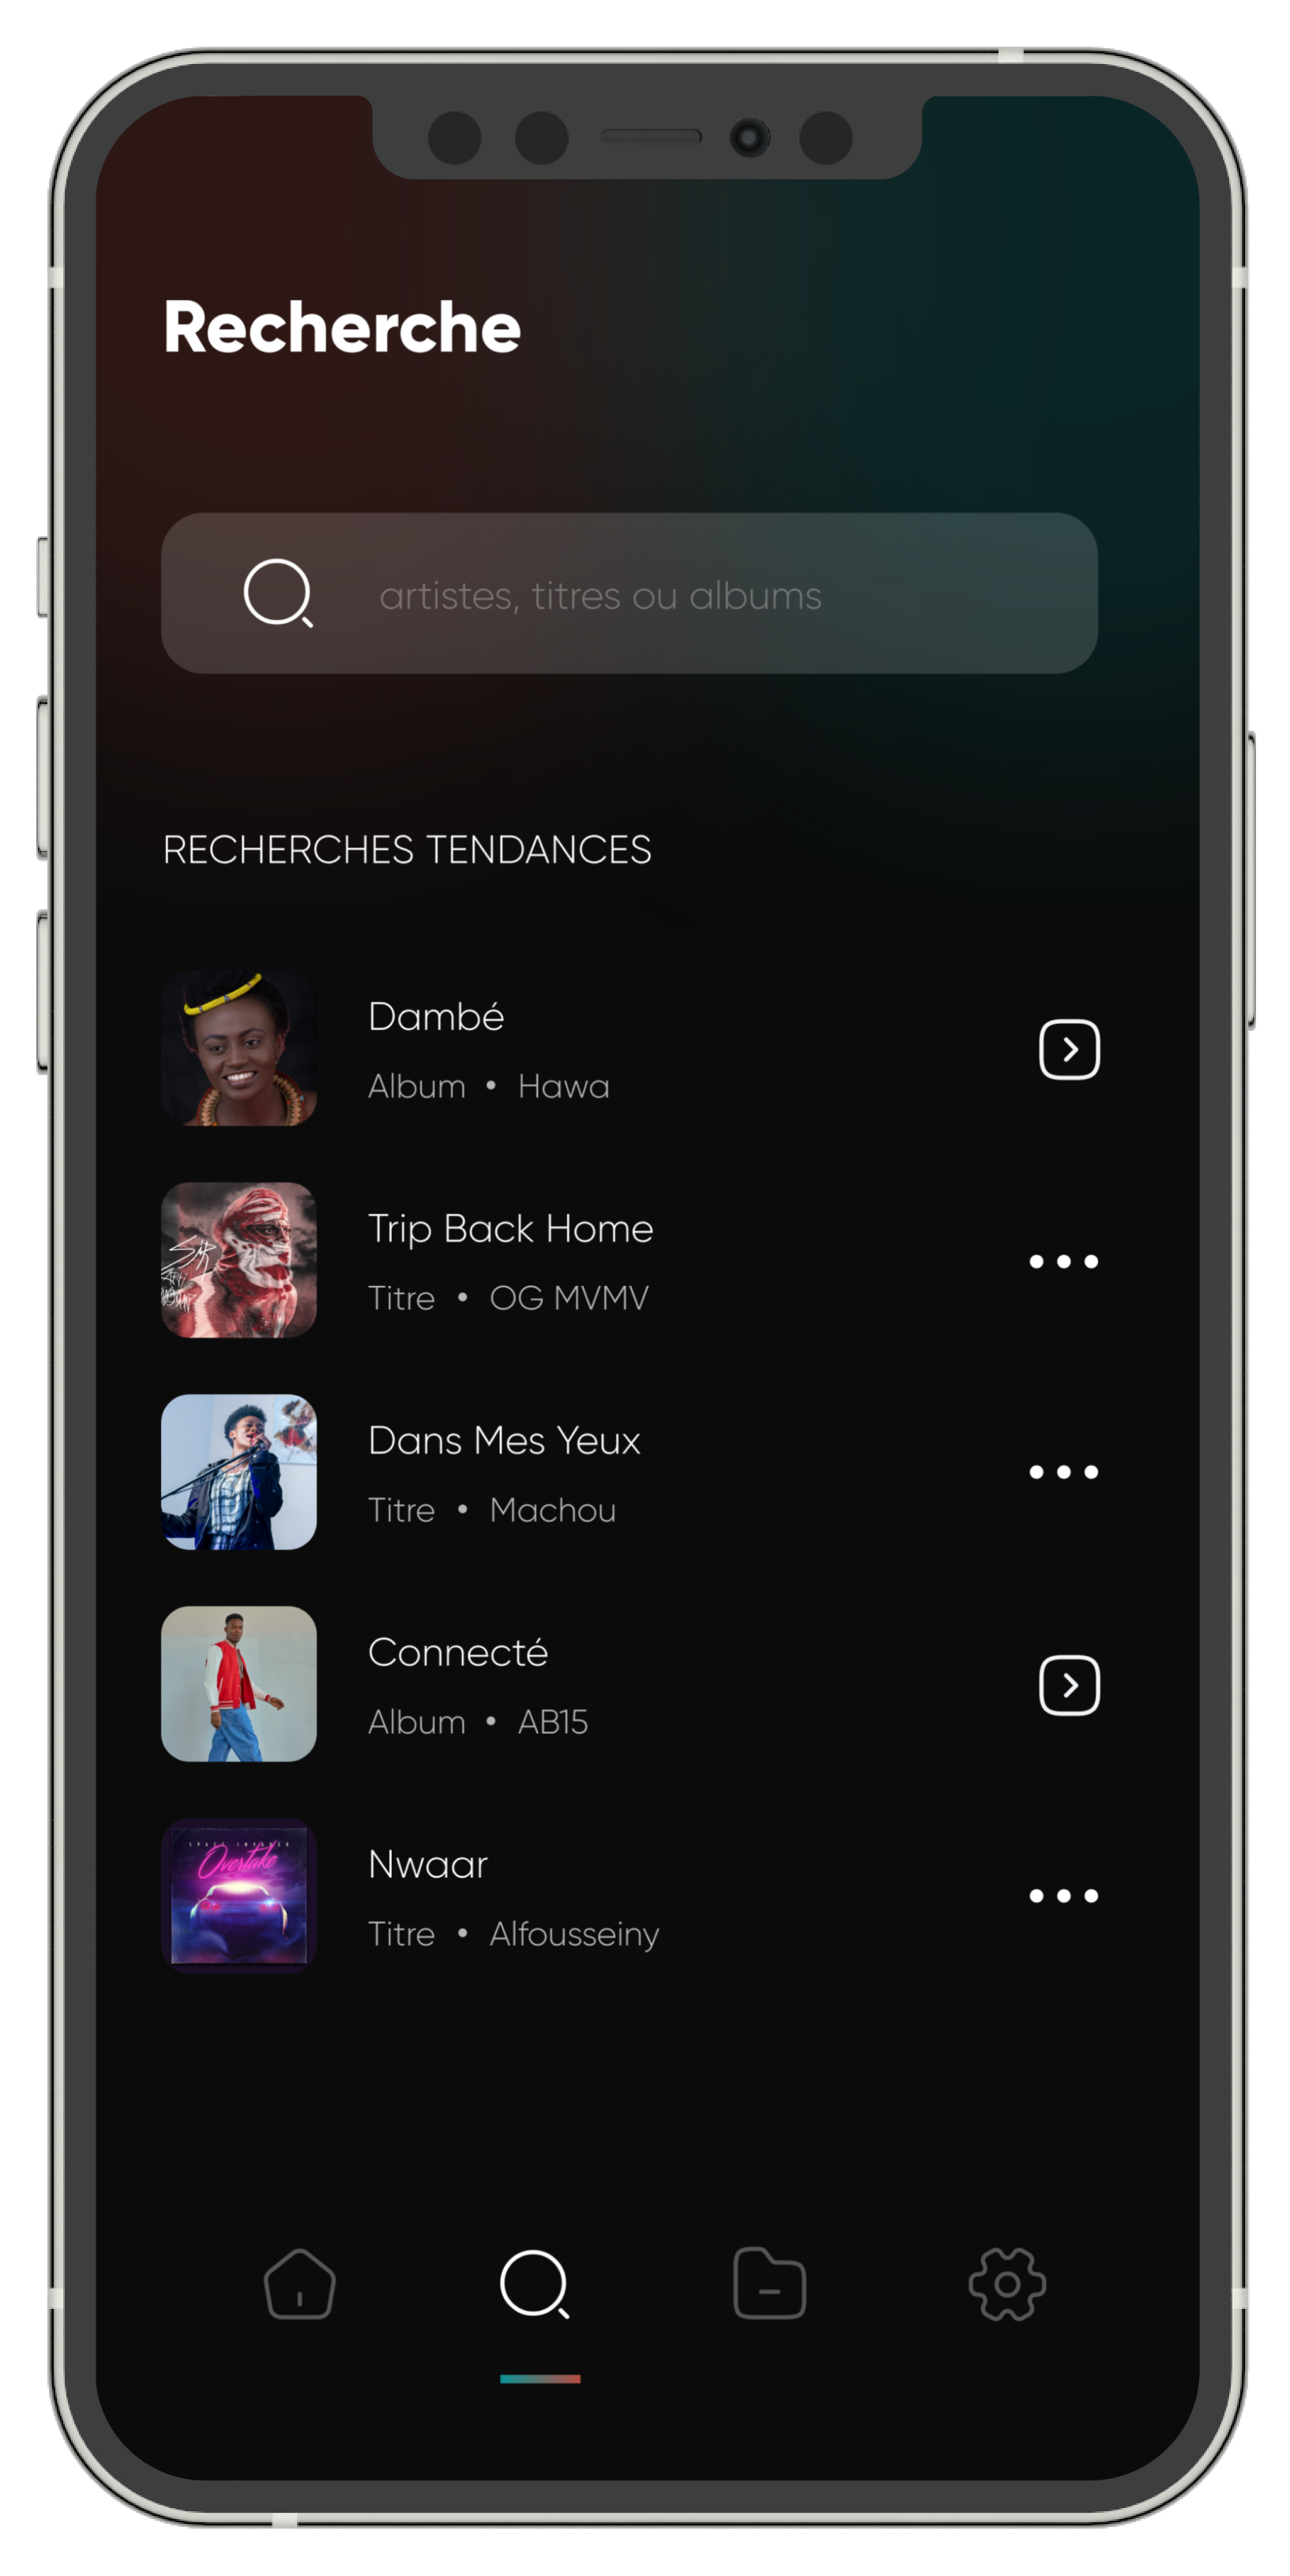 Recherche
artistes, titres ou albums
RECHERCHES TENDANCES
Dambé
Album • Hawa
Trip Back Home
Titre • OG MVMV
Dans Mes Yeux
Titre • Machou
Connecté
Album • AB15
Overtake
Nwaar
Titre • Alfousseiny